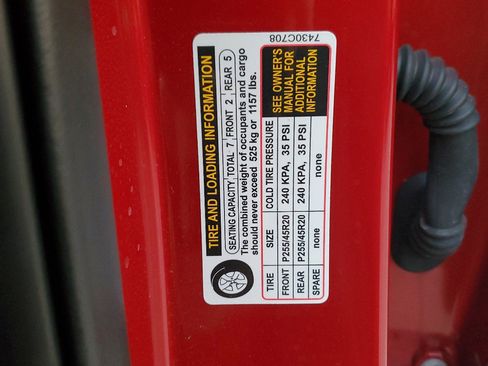 7430C708
TIRE AND LOADING INFORMATION
SEATING CAPACITY TOTAL 7 FRONT 2 REAR 5
The combined weight of occupants and cargo
should never exceed 525 kg or 1157 lbs.
TIRE SIZE COLD TIRE PRESSURE
FRONT P255/45R20 240 KPA, 35 PSI
REAR P255/45R20 240 KPA, 35 PSI
SPARE none none
SEE OWNER'S
MANUAL FOR
ADDITIONAL
INFORMATION